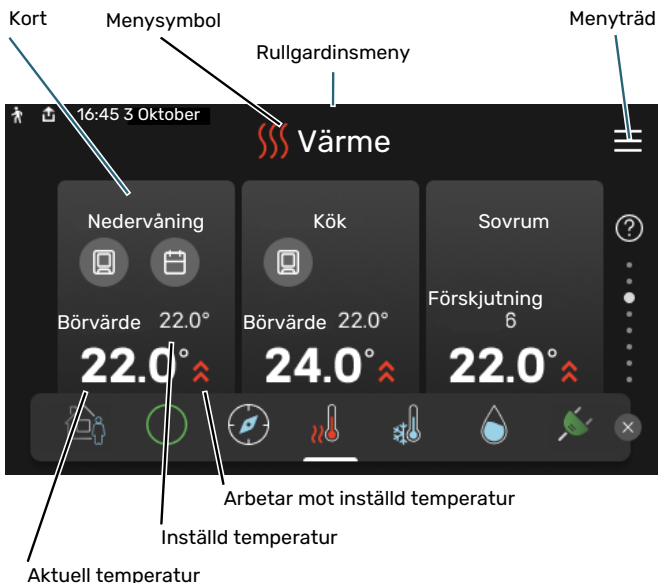 Kort
Menysymbol
Menyträd
Rullgardinsmeny
16:45 3 Oktober
Värme
?
Nedervåning
Kök
Sovrum
Börvärde 22.0°
Börvärde 22.0°
Förskjutning
6
22.0°
24.0°
22.0°
Arbetar mot inställd temperatur
Inställd temperatur
Aktuell temperatur